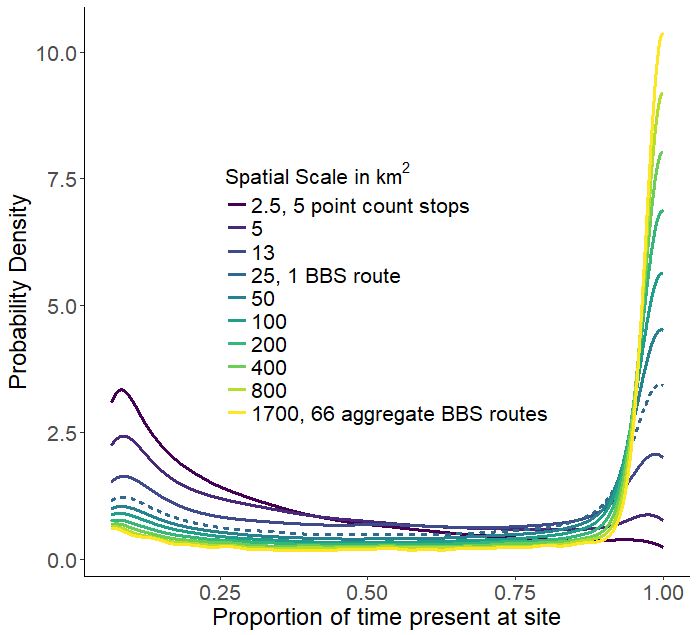 10.0
7.5
5.0
2.5
0.0
Probability Density
Spatial Scale in km²
2.5, 5 point count stops
5
13
25, 1 BBS route
50
100
200
400
800
1700, 66 aggregate BBS routes
0.25 0.50 0.75 1.00
Proportion of time present at site